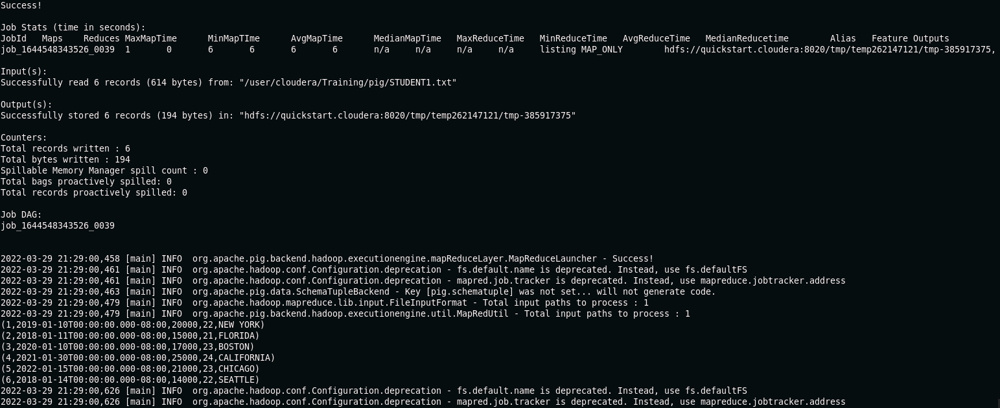 Success!
Job Stats (time in seconds):
JobId   Maps    Reduces MaxMapTime      MinMapTIme      AvgMapTime      MedianMapTime   MaxReduceTime   MinReduceTime   AvgReduceTime   MedianReducetime        Alias   Feature Outputs
job_1644548343526_0039  1       0       6       6       6       6       n/a     n/a     n/a     n/a     listing MAP_ONLY        hdfs://quickstart.cloudera:8020/tmp/temp262147121/tmp-385917375,
Input(s):
Successfully read 6 records (614 bytes) from: "/user/cloudera/Training/pig/STUDENT1.txt"
Output(s):
Successfully stored 6 records (194 bytes) in: "hdfs://quickstart.cloudera:8020/tmp/temp262147121/tmp-385917375"
Counters:
Total records written : 6
Total bytes written : 194
Spillable Memory Manager spill count : 0
Total bags proactively spilled: 0
Total records proactively spilled: 0
Job DAG:
job_1644548343526_0039
2022-03-29 21:29:00,458 [main] INFO  org.apache.pig.backend.hadoop.executionengine.mapReduceLayer.MapReduceLauncher - Success!
2022-03-29 21:29:00,461 [main] INFO  org.apache.hadoop.conf.Configuration.deprecation - fs.default.name is deprecated. Instead, use fs.defaultFS
2022-03-29 21:29:00,461 [main] INFO  org.apache.hadoop.conf.Configuration.deprecation - mapred.job.tracker is deprecated. Instead, use mapreduce.jobtracker.address
2022-03-29 21:29:00,463 [main] INFO  org.apache.pig.data.SchemaTupleBackend - Key [pig.schematuple] was not set... will not generate code.
2022-03-29 21:29:00,479 [main] INFO  org.apache.hadoop.mapreduce.lib.input.FileInputFormat - Total input paths to process : 1
2022-03-29 21:29:00,479 [main] INFO  org.apache.pig.backend.hadoop.executionengine.util.MapRedUtil - Total input paths to process : 1
(1,2019-01-10T00:00:00.000-08:00,20000,22,NEW YORK)
(2,2018-01-11T00:00:00.000-08:00,15000,21,FLORIDA)
(3,2020-01-10T00:00:00.000-08:00,17000,23,BOSTON)
(4,2021-01-30T00:00:00.000-08:00,25000,24,CALIFORNIA)
(5,2022-01-15T00:00:00.000-08:00,21000,23,CHICAGO)
(6,2018-01-14T00:00:00.000-08:00,14000,22,SEATTLE)
2022-03-29 21:29:00,626 [main] INFO  org.apache.hadoop.conf.Configuration.deprecation - fs.default.name is deprecated. Instead, use fs.defaultFS
2022-03-29 21:29:00,626 [main] INFO  org.apache.hadoop.conf.Configuration.deprecation - mapred.job.tracker is deprecated. Instead, use mapreduce.jobtracker.address